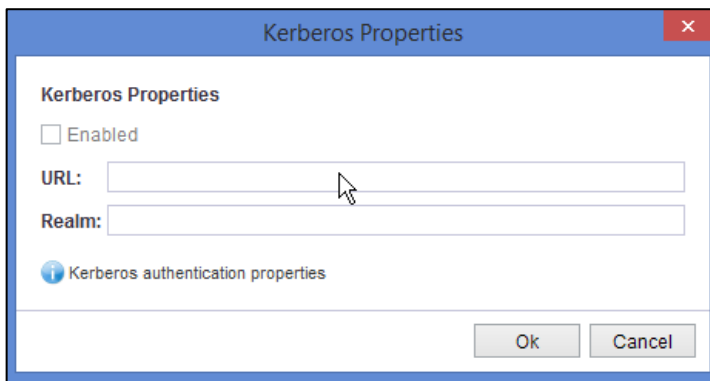 Kerberos Properties
Kerberos Properties
Enabled
URL:
Realm:
Kerberos authentication properties
Ok Cancel